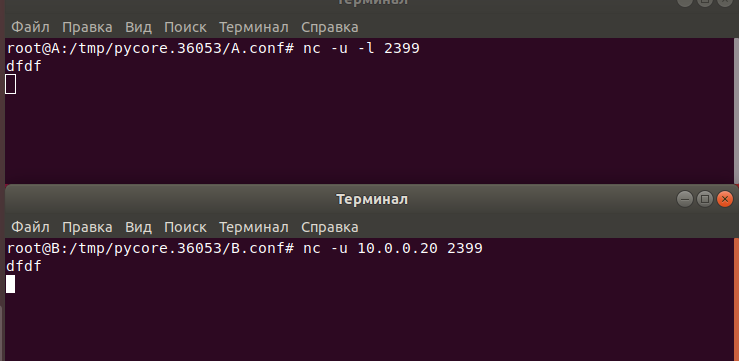 Терминал
Файл Правка Вид Поиск Терминал Справка
root@A:/tmp/pycore.36053/A.conf# nc -u -l 2399
dfdf
Терминал
Файл Правка Вид Поиск Терминал Справка
root@B:/tmp/pycore.36053/B.conf# nc -u 10.0.0.20 2399
dfdf